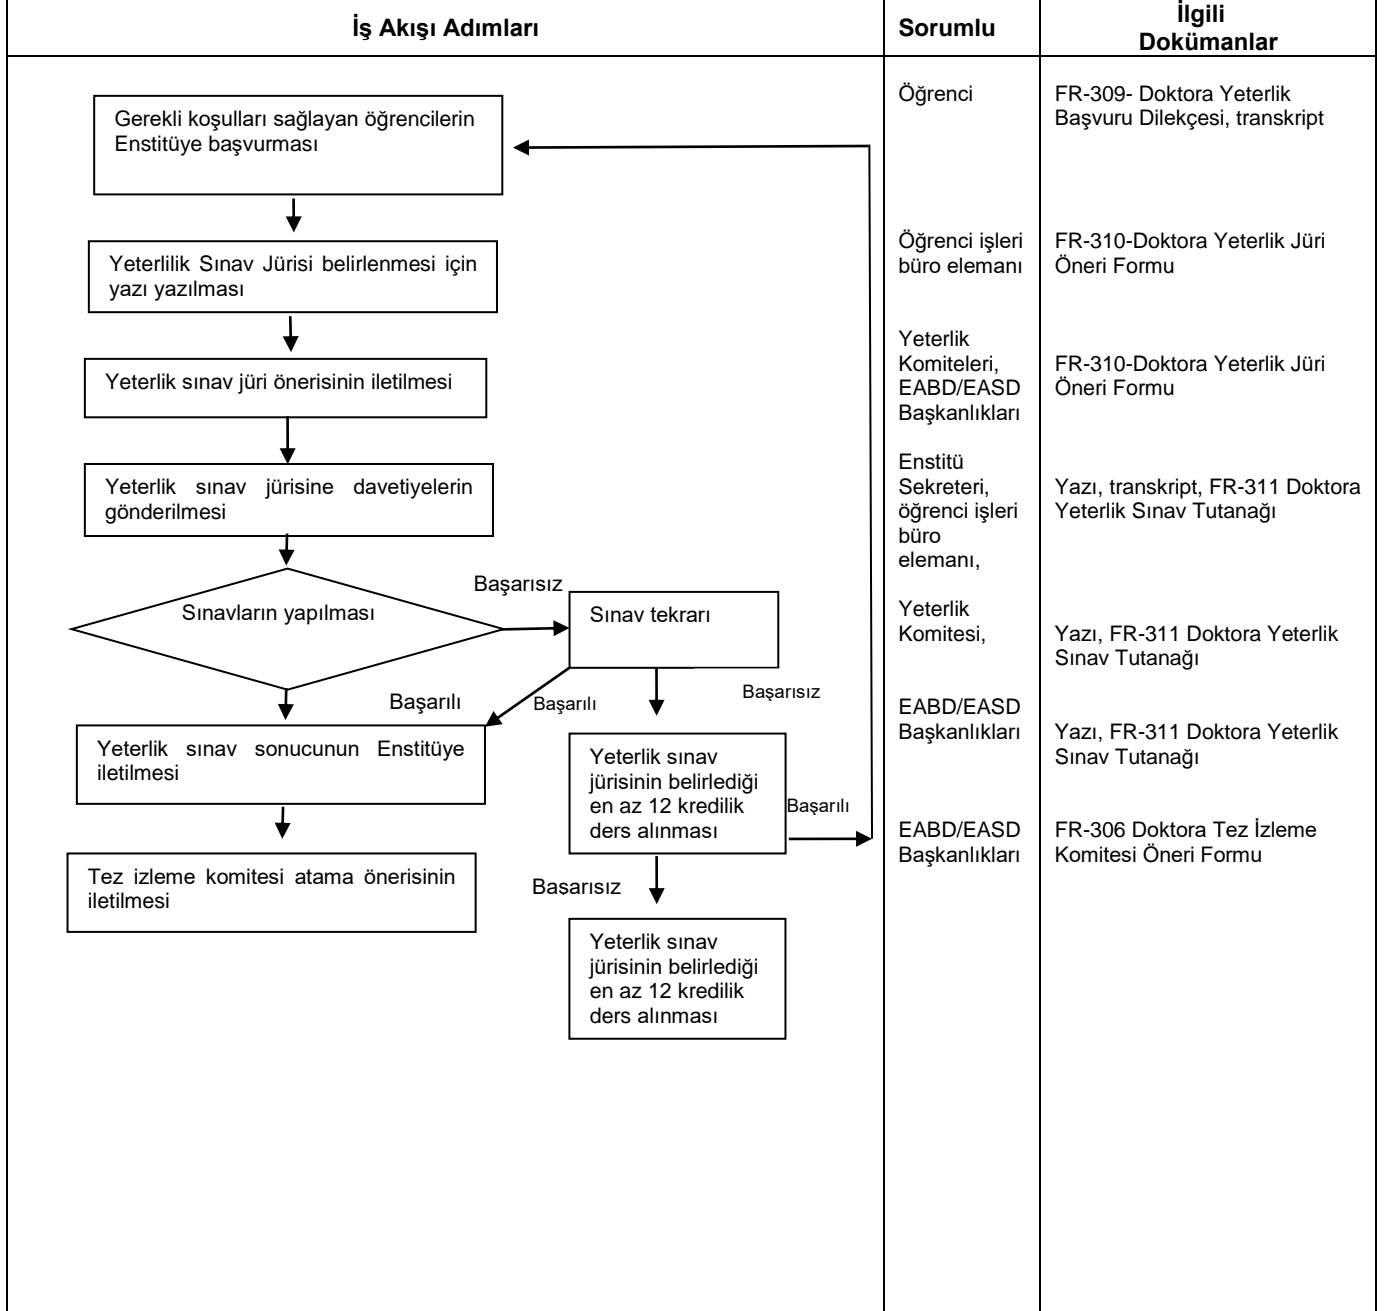 İş Akışı Adımları
Sorumlu
İlgili
Dokümanlar
Gerekli koşulları sağlayan öğrencilerin
Enstitüye başvurması
Öğrenci
FR-309- Doktora Yeterlik
Başvuru Dilekçesi, transkript
Yeterlilik Sınav Jürisi belirlenmesi için
yazı yazılması
Öğrenci işleri
büro elemanı
FR-310-Doktora Yeterlik Jüri
Öneri Formu
Yeterlik sınav jüri önerisinin iletilmesi
Yeterlik
Komiteleri,
EABD/EASD
Başkanlıkları
FR-310-Doktora Yeterlik Jüri
Öneri Formu
Yeterlik sınav jürisine davetiyelerin
gönderilmesi
Enstitü
Sekreteri,
öğrenci işleri
büro
elemanı,
Yazı, transkript, FR-311 Doktora
Yeterlik Sınav Tutanağı
Sınavların yapılması
Başarısız
Sınav tekrarı
Yeterlik
Komitesi,
Yazı, FR-311 Doktora Yeterlik
Sınav Tutanağı
Başarılı
Başarılı
Başarısız
Yeterlik sınav sonucunun Enstitüye
iletilmesi
Yeterlik sınav
jürisinin belirlediği
en az 12 kredilik
ders alınması
Başarılı
EABD/EASD
Başkanlıkları
Yazı, FR-311 Doktora Yeterlik
Sınav Tutanağı
Tez izleme komitesi atama önerisinin
iletilmesi
Başarısız
EABD/EASD
Başkanlıkları
FR-306 Doktora Tez İzleme
Komitesi Öneri Formu
Yeterlik sınav
jürisinin belirlediği
en az 12 kredilik
ders alınması